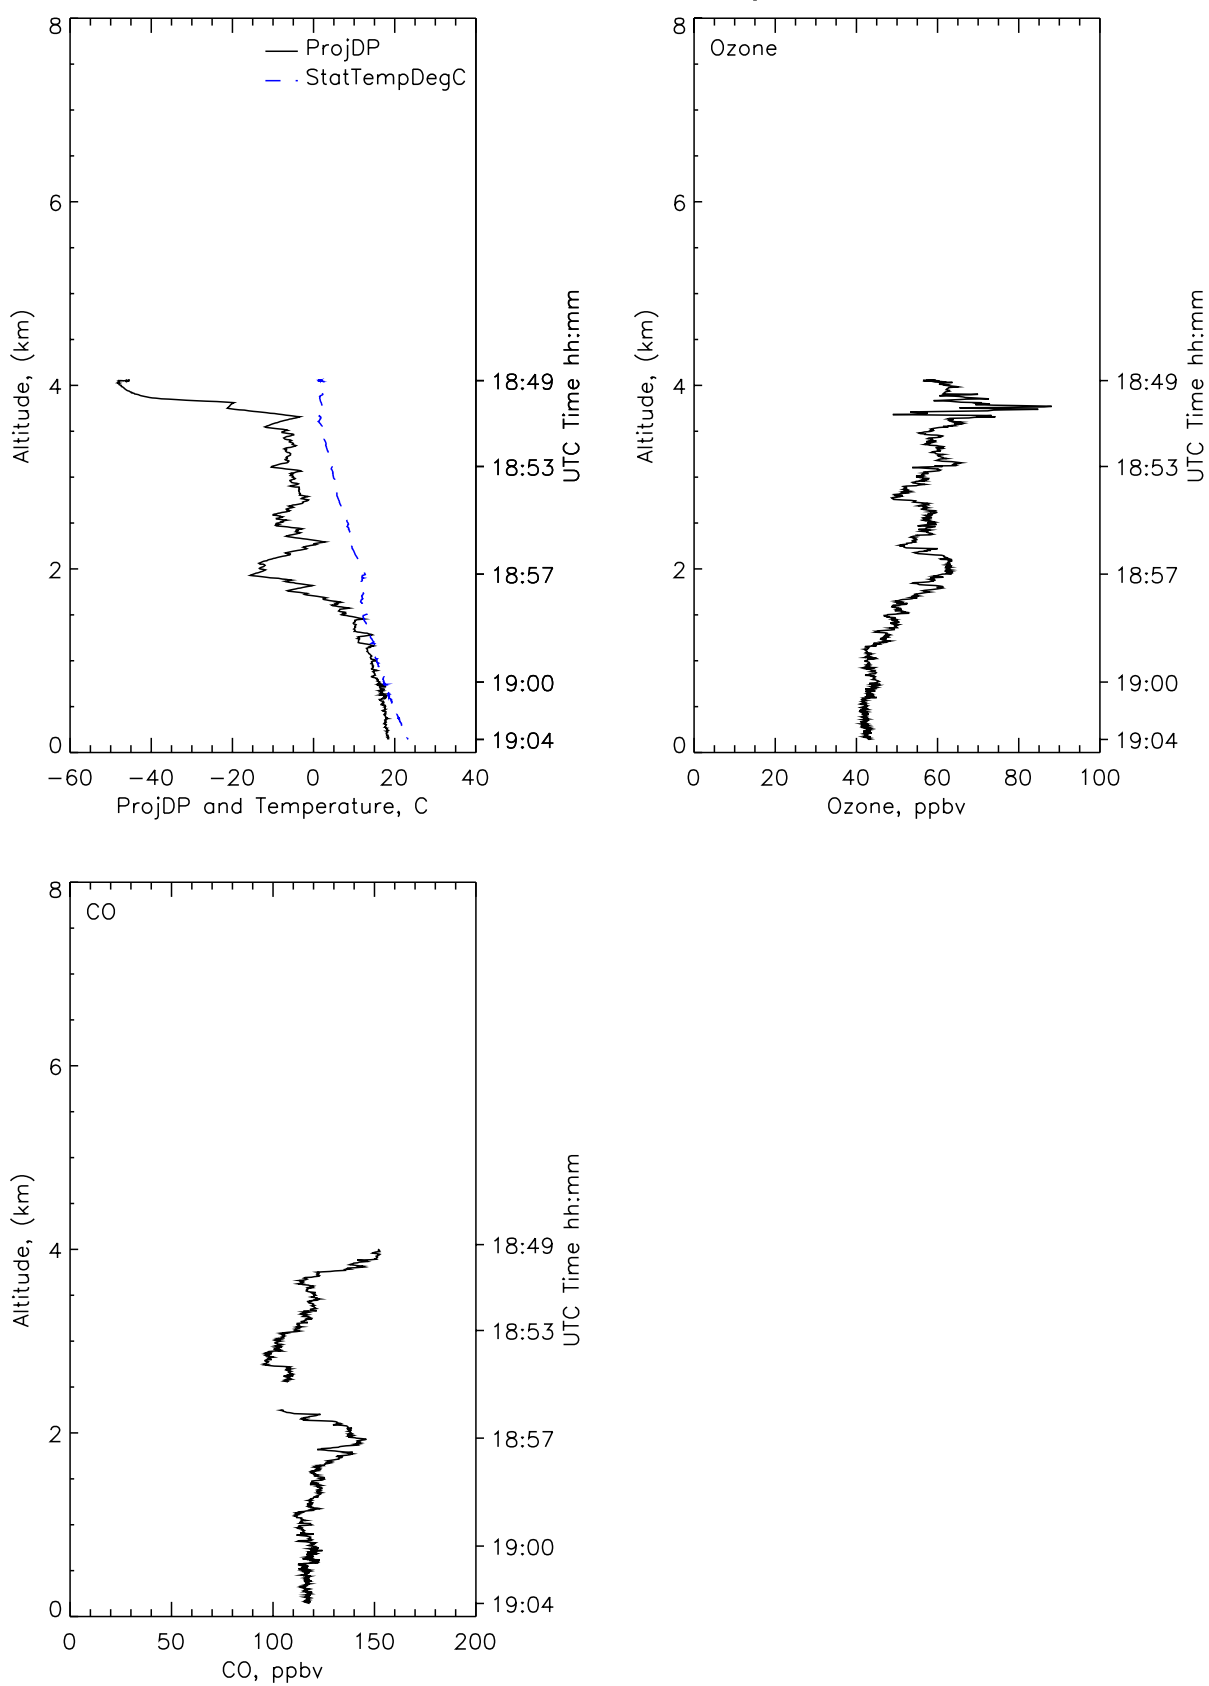 8
ProjDP
StatTempDegC
6
4
2
0
Altitude, (km)
18:49
18:53
18:57
19:00
19:04
UTC Time hh:mm
−60 −40 −20 0 20 40
ProjDP and Temperature, C
8
Ozone
6
4
2
0
Altitude, (km)
18:49
18:53
18:57
19:00
19:04
UTC Time hh:mm
0 20 40 60 80 100
Ozone, ppbv
8
CO
6
4
2
0
Altitude, (km)
18:49
18:53
18:57
19:00
19:04
UTC Time hh:mm
0 50 100 150 200
CO, ppbv